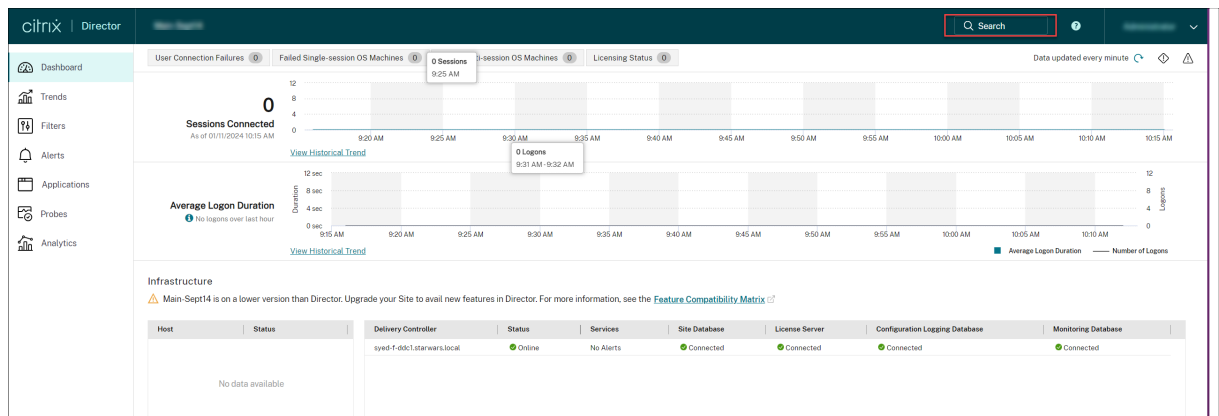 citrix | Director
Search
Dashboard
Trends
Filters
Alerts
Applications
Probes
Analytics
User Connection Failures 0
Failed Single-session OS Machines 0
i-session OS Machines 0
Licensing Status 0
Data updated every minute
0 Sessions
9:25 AM
0
Sessions Connected
As of 01/11/2024 10:15 AM
12
8
4
0
9:20 AM 9:25 AM 9:30 AM 9:35 AM 9:40 AM 9:45 AM 9:50 AM 9:55 AM 10:00 AM 10:05 AM 10:10 AM 10:15 AM
View Historical Trend
0 Logons
9:31 AM - 9:32 AM
Average Logon Duration
No logons over last hour
Duration
12 sec
8 sec
4 sec
0 sec
12
8
4
0
Logons
9:15 AM 9:20 AM 9:25 AM 9:30 AM 9:35 AM 9:40 AM 9:45 AM 9:50 AM 9:55 AM 10:00 AM 10:05 AM 10:10 AM
View Historical Trend
Average Logon Duration
Number of Logons
Infrastructure
Main-Sept14 is on a lower version than Director. Upgrade your Site to avail new features in Director. For more information, see the Feature Compatibility Matrix
Host Status
No data available
Delivery Controller Status Services Site Database License Server Configuration Logging Database Monitoring Database
syed-f-ddc1.starwars.local Online No Alerts Connected Connected Connected Connected